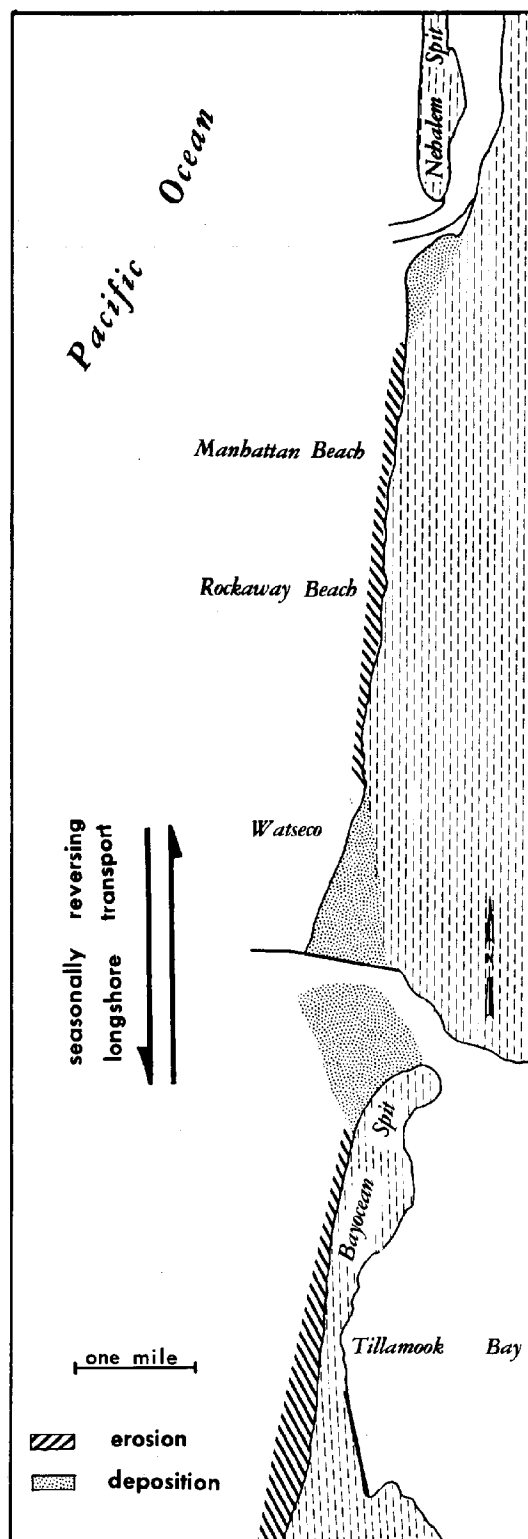 Pacific Ocean
Nehalem Spit
Manhattan Beach
Rockaway Beach
Watseco
seasonally reversing
longshore transport
N
Bayocean Spit
Tillamook Bay
one mile
erosion
deposition